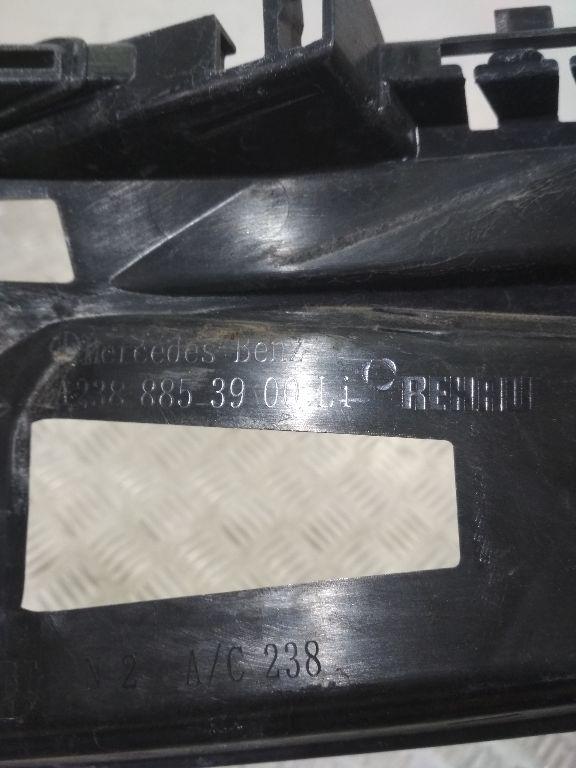 Mercedes-Benz
A238 885 39 00 Li REHAU
V2 A/C 238